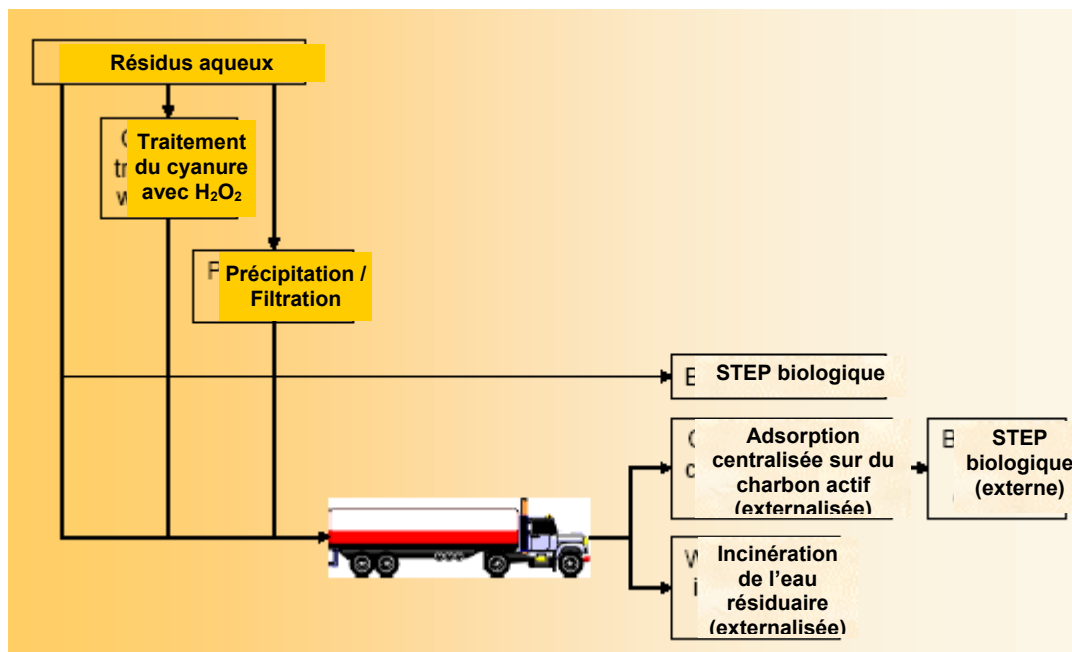 Résidus aqueux
Traitement
du cyanure
avec H₂O₂
Précipitation /
Filtration
STEP biologique
Adsorption
centralisée sur du
charbon actif
(externalisée)
STEP
biologique
(externe)
Incinération
de l'eau
résiduaire
(externalisée)